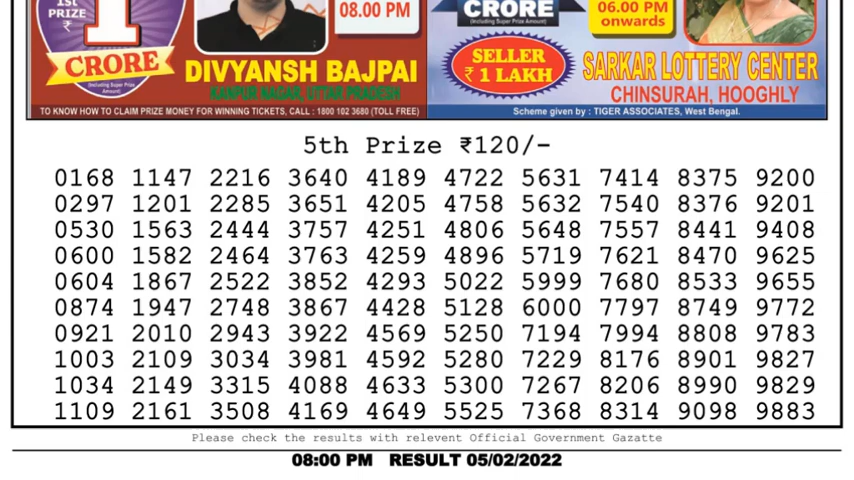 1st
PRIZE
₹
1
CRORE
(Including Super Prize Amount)
08.00 PM
DIVYANSH BAJPAI
KANPUR NAGAR, UTTAR PRADESH
TO KNOW HOW TO CLAIM PRIZE MONEY FOR WINNING TICKETS, CALL : 1800 102 3680 (TOLL FREE)
CRORE
(Including Super Prize Amount)
06.00 PM
onwards
SELLER
₹ 1 LAKH
SARKAR LOTTERY CENTER
CHINSURAH, HOOGHLY
Scheme given by : TIGER ASSOCIATES, West Bengal.
5th Prize ₹120/-
0168 1147 2216 3640 4189 4722 5631 7414 8375 9200
0297 1201 2285 3651 4205 4758 5632 7540 8376 9201
0530 1563 2444 3757 4251 4806 5648 7557 8441 9408
0600 1582 2464 3763 4259 4896 5719 7621 8470 9625
0604 1867 2522 3852 4293 5022 5999 7680 8533 9655
0874 1947 2748 3867 4428 5128 6000 7797 8749 9772
0921 2010 2943 3922 4569 5250 7194 7994 8808 9783
1003 2109 3034 3981 4592 5280 7229 8176 8901 9827
1034 2149 3315 4088 4633 5300 7267 8206 8990 9829
1109 2161 3508 4169 4649 5525 7368 8314 9098 9883
Please check the results with relevent Official Government Gazatte
08:00 PM RESULT 05/02/2022